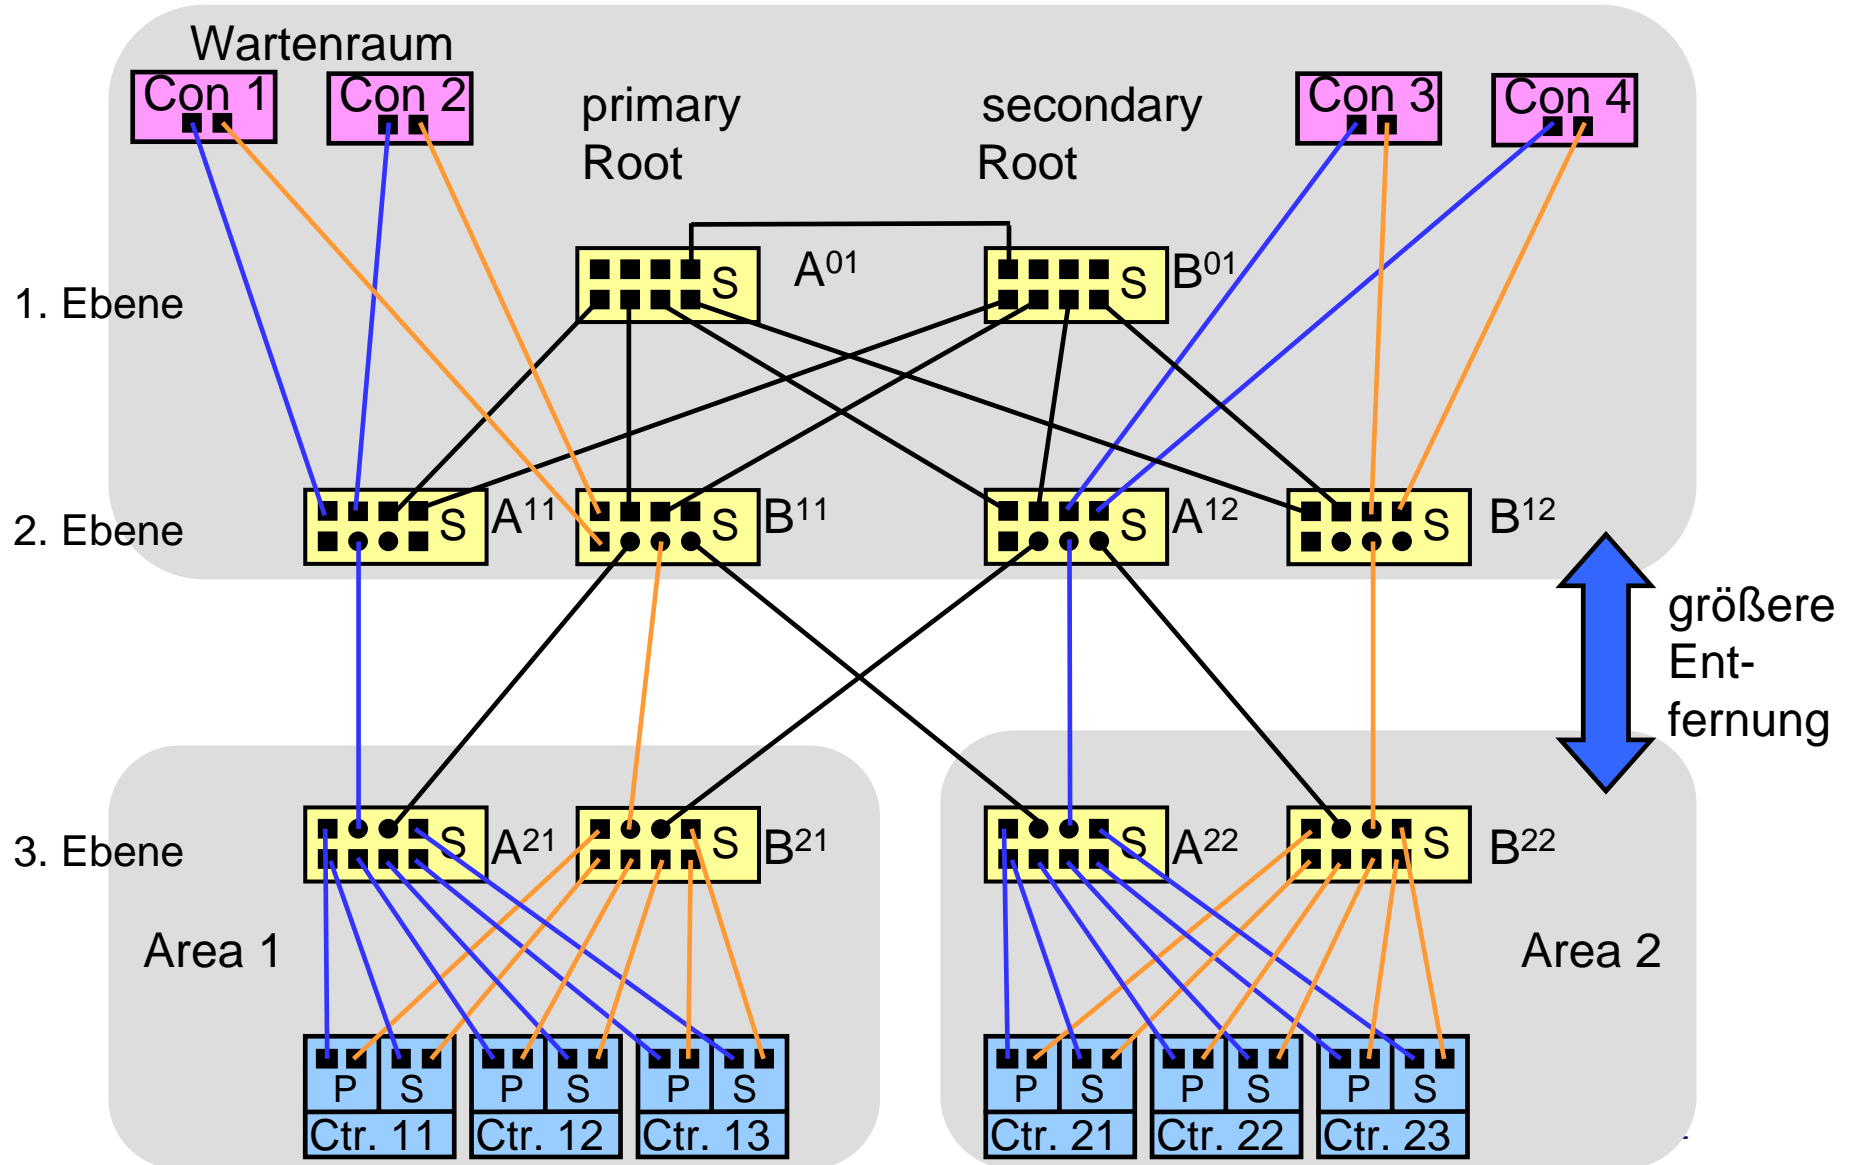 Wartenraum
Con 1
Con 2
Con 3
Con 4
primary
Root
secondary
Root
1. Ebene
S
A01
S
B01
2. Ebene
S
A11
S
B11
S
A12
S
B12
größere
Ent-
fernung
3. Ebene
S
A21
S
B21
S
A22
S
B22
Area 1
Area 2
P
S
P
S
P
S
P
S
P
S
P
S
Ctr. 11
Ctr. 12
Ctr. 13
Ctr. 21
Ctr. 22
Ctr. 23